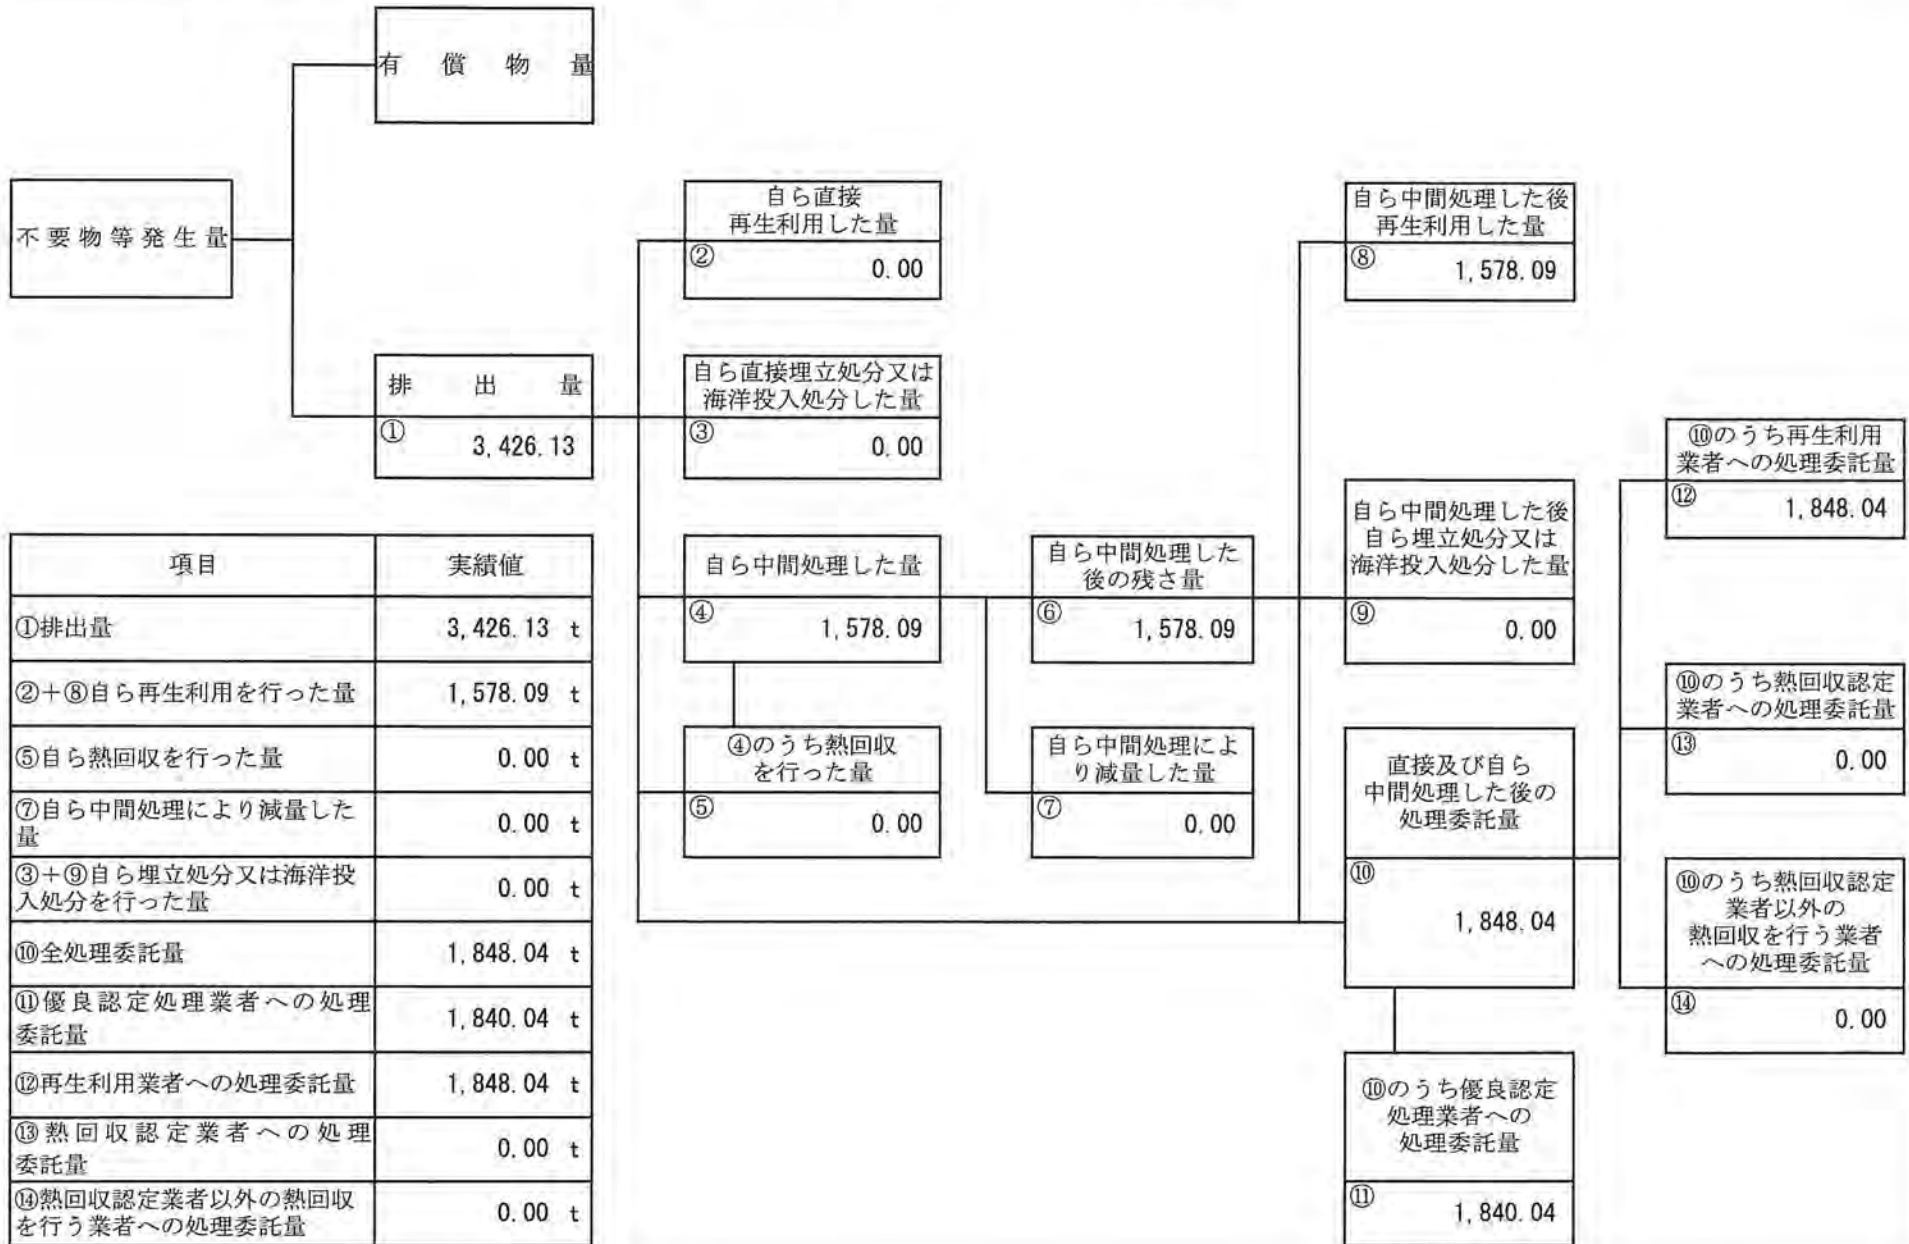 有償物量
不要物等発生量
排出量
① 3,426.13
自ら直接
再生利用した量
② 0.00
自ら直接埋立処分又は
海洋投入処分した量
③ 0.00
自ら中間処理した量
④ 1,578.09
④のうち熱回収
を行った量
⑤ 0.00
自ら中間処理した
後の残さ量
⑥ 1,578.09
自ら中間処理によ
り減量した量
⑦ 0.00
自ら中間処理した後
再生利用した量
⑧ 1,578.09
自ら中間処理した後
自ら埋立処分又は
海洋投入処分した量
⑨ 0.00
直接及び自ら
中間処理した後の
処理委託量
⑩
1,848.04
⑩のうち優良認定
処理業者への
処理委託量
⑪ 1,840.04
⑩のうち再生利用
業者への処理委託量
⑫ 1,848.04
⑩のうち熱回収認定
業者への処理委託量
⑬ 0.00
⑩のうち熱回収認定
業者以外の
熱回収を行う業者
への処理委託量
⑭ 0.00
項目 実績値
①排出量 3,426.13 t
②+⑧自ら再生利用を行った量 1,578.09 t
⑤自ら熱回収を行った量 0.00 t
⑦自ら中間処理により減量した
量 0.00 t
③+⑨自ら埋立処分又は海洋投
入処分を行った量 0.00 t
⑩全処理委託量 1,848.04 t
⑪優良認定処理業者への処理
委託量 1,840.04 t
⑫再生利用業者への処理委託量 1,848.04 t
⑬熱回収認定業者への処理
委託量 0.00 t
⑭熱回収認定業者以外の熱回収
を行う業者への処理委託量 0.00 t